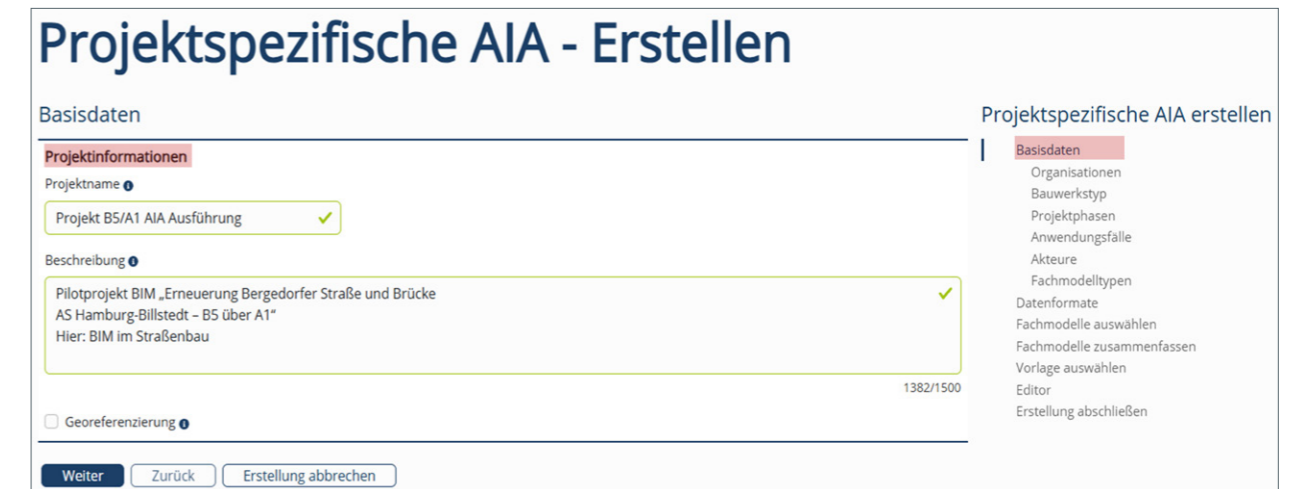 Projektspezifische AIA - Erstellen
Basisdaten
Projektinformationen
Projektname
Projekt B5/A1 AIA Ausführung
Beschreibung
Pilotprojekt BIM „Erneuerung Bergedorfer Straße und Brücke
AS Hamburg-Billstedt – B5 über A1“
Hier: BIM im Straßenbau
1382/1500
Georeferenzierung
Weiter
Zurück
Erstellung abbrechen
Projektspezifische AIA erstellen
Basisdaten
Organisationen
Bauwerkstyp
Projektphasen
Anwendungsfälle
Akteure
Fachmodelltypen
Datenformate
Fachmodelle auswählen
Fachmodelle zusammenfassen
Vorlage auswählen
Editor
Erstellung abschließen